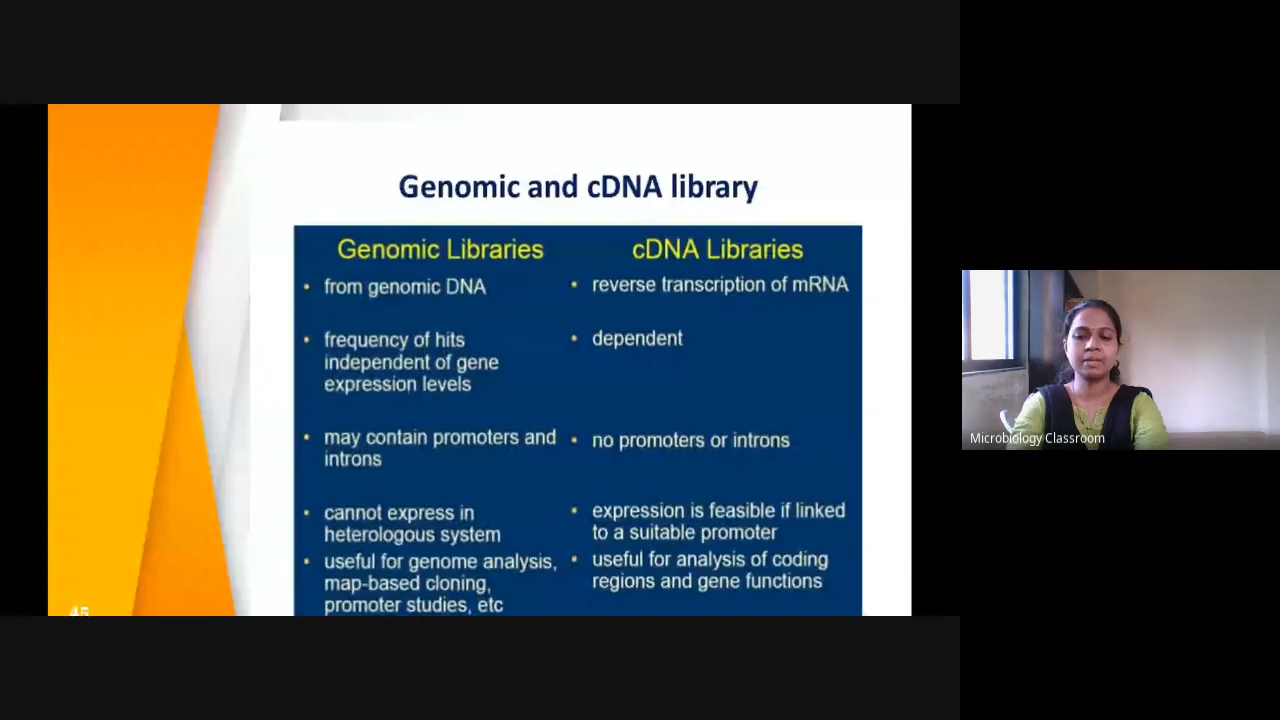 Genomic and cDNA library
Genomic Libraries
• from genomic DNA
• frequency of hits
independent of gene
expression levels
• may contain promoters and
introns
• cannot express in
heterologous system
• useful for genome analysis,
map-based cloning,
promoter studies, etc
cDNA Libraries
• reverse transcription of mRNA
• dependent
• no promoters or introns
• expression is feasible if linked
to a suitable promoter
• useful for analysis of coding
regions and gene functions
45
Microbiology Classroom